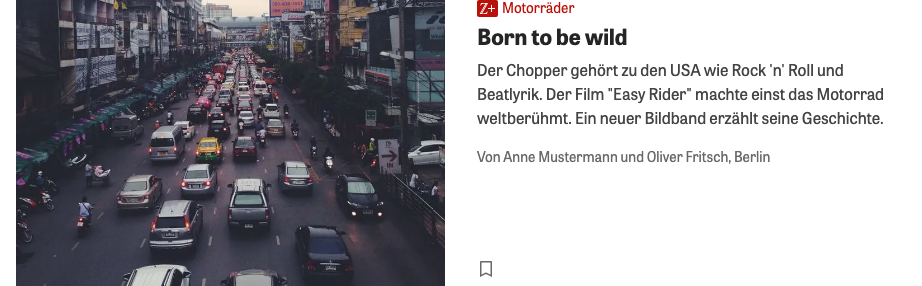 Z+ Motorräder
Born to be wild
Der Chopper gehört zu den USA wie Rock 'n' Roll und
Beatlyrik. Der Film "Easy Rider" machte einst das Motorrad
weltberühmt. Ein neuer Bildband erzählt seine Geschichte.
Von Anne Mustermann und Oliver Fritsch, Berlin